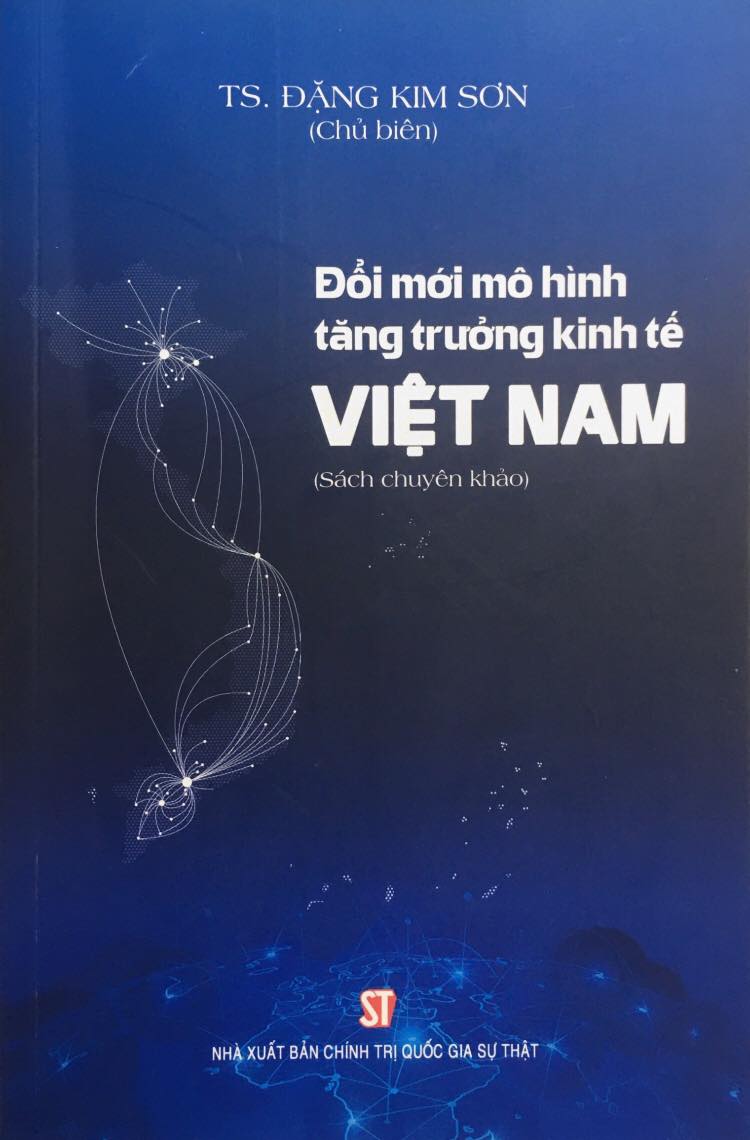 TS. ĐẶNG KIM SƠN
(Chủ biên)
Đổi mới mô hình
tăng trưởng kinh tế
VIỆT NAM
(Sách chuyên khảo)
ST
NHÀ XUẤT BẢN CHÍNH TRỊ QUỐC GIA SỰ THẬT